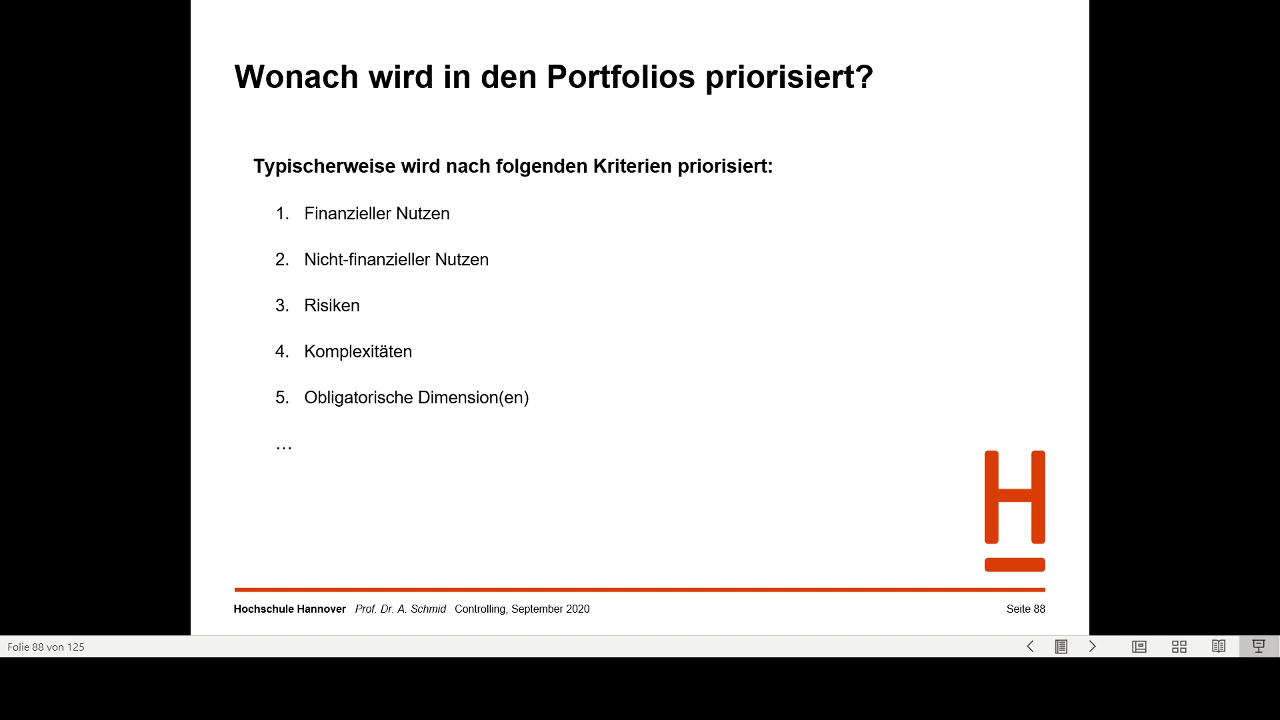 Wonach wird in den Portfolios priorisiert?
Typischerweise wird nach folgenden Kriterien priorisiert:
1. Finanzieller Nutzen
2. Nicht-finanzieller Nutzen
3. Risiken
4. Komplexitäten
5. Obligatorische Dimension(en)
…
H
Hochschule Hannover Prof. Dr. A. Schmid Controlling, September 2020 Seite 88
Folie 88 von 125